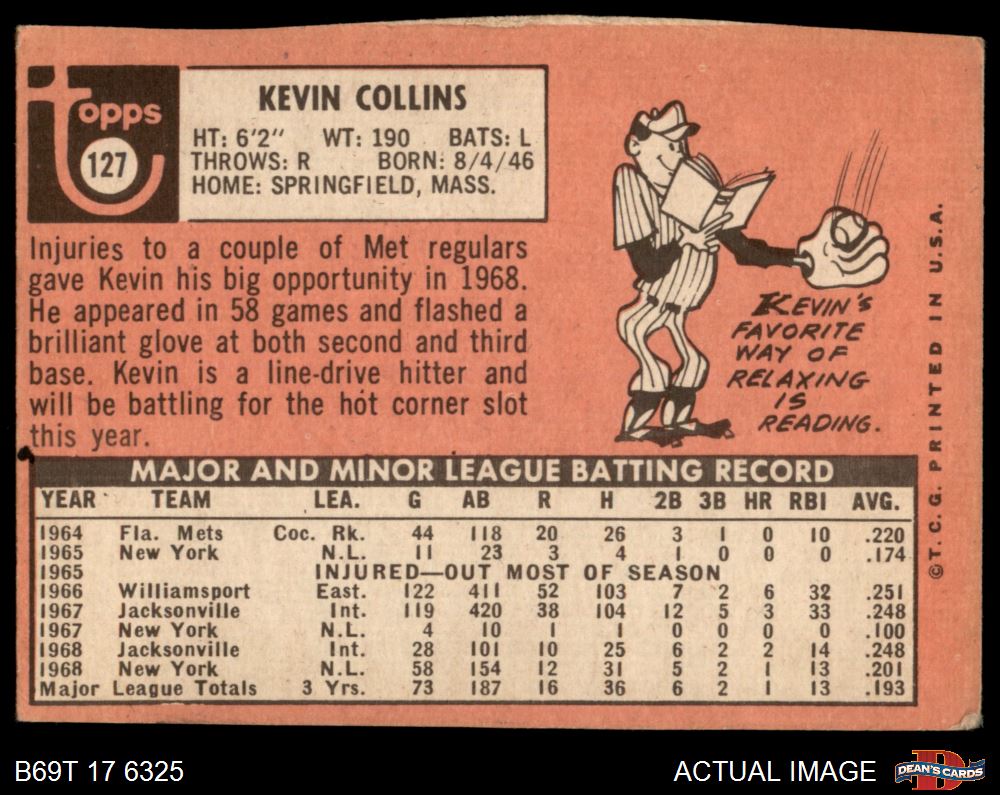 topps
127
KEVIN COLLINS
HT: 6'2" WT: 190 BATS: L
THROWS: R BORN: 8/4/46
HOME: SPRINGFIELD, MASS.
Injuries to a couple of Met regulars
gave Kevin his big opportunity in 1968.
He appeared in 58 games and flashed a
brilliant glove at both second and third
base. Kevin is a line-drive hitter and
will be battling for the hot corner slot
this year.
KEVIN'S
FAVORITE
WAY OF
RELAXING
IS
READING.
©T.C.G. PRINTED IN U.S.A.
MAJOR AND MINOR LEAGUE BATTING RECORD
YEAR TEAM LEA. G AB R H 2B 3B HR RBI AVG.
1964 Fla. Mets Coc. Rk. 44 118 20 26 3 1 0 10 .220
1965 New York N.L. 11 23 3 4 1 0 0 0 .174
1965 INJURED—OUT MOST OF SEASON
1966 Williamsport East. 122 411 52 103 7 2 6 32 .251
1967 Jacksonville Int. 119 420 38 104 12 5 3 33 .248
1967 New York N.L. 4 10 1 1 0 0 0 0 .100
1968 Jacksonville Int. 28 101 10 25 6 2 2 14 .248
1968 New York N.L. 58 154 12 31 5 2 1 13 .201
Major League Totals 3 Yrs. 73 187 16 36 6 2 1 13 .193
B69T 17 6325
ACTUAL IMAGE
DEAN'S CARDS